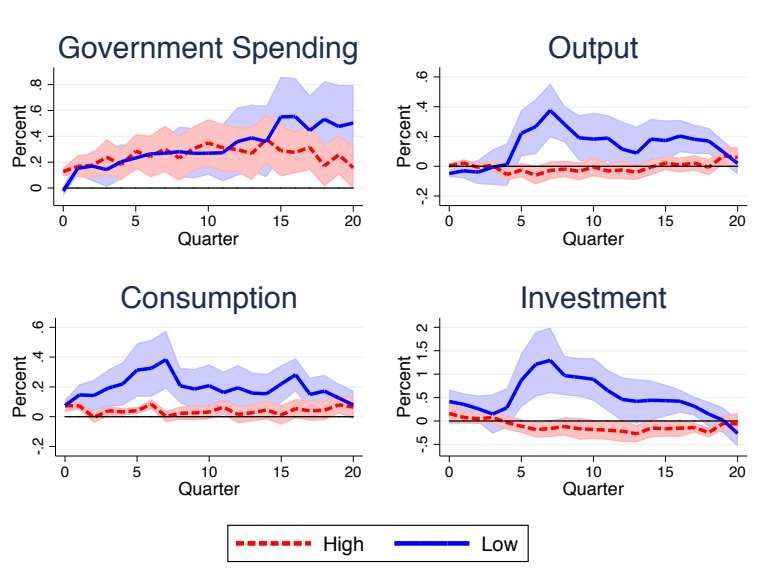 Government Spending
Percent
.8
.6
.4
.2
0
0 5 10 15 20
Quarter
Output
Percent
.6
.4
.2
0
-.2
0 5 10 15 20
Quarter
Consumption
Percent
.6
.4
.2
0
-.2
0 5 10 15 20
Quarter
Investment
Percent
2
1.5
1
.5
0
-.5
0 5 10 15 20
Quarter
High Low